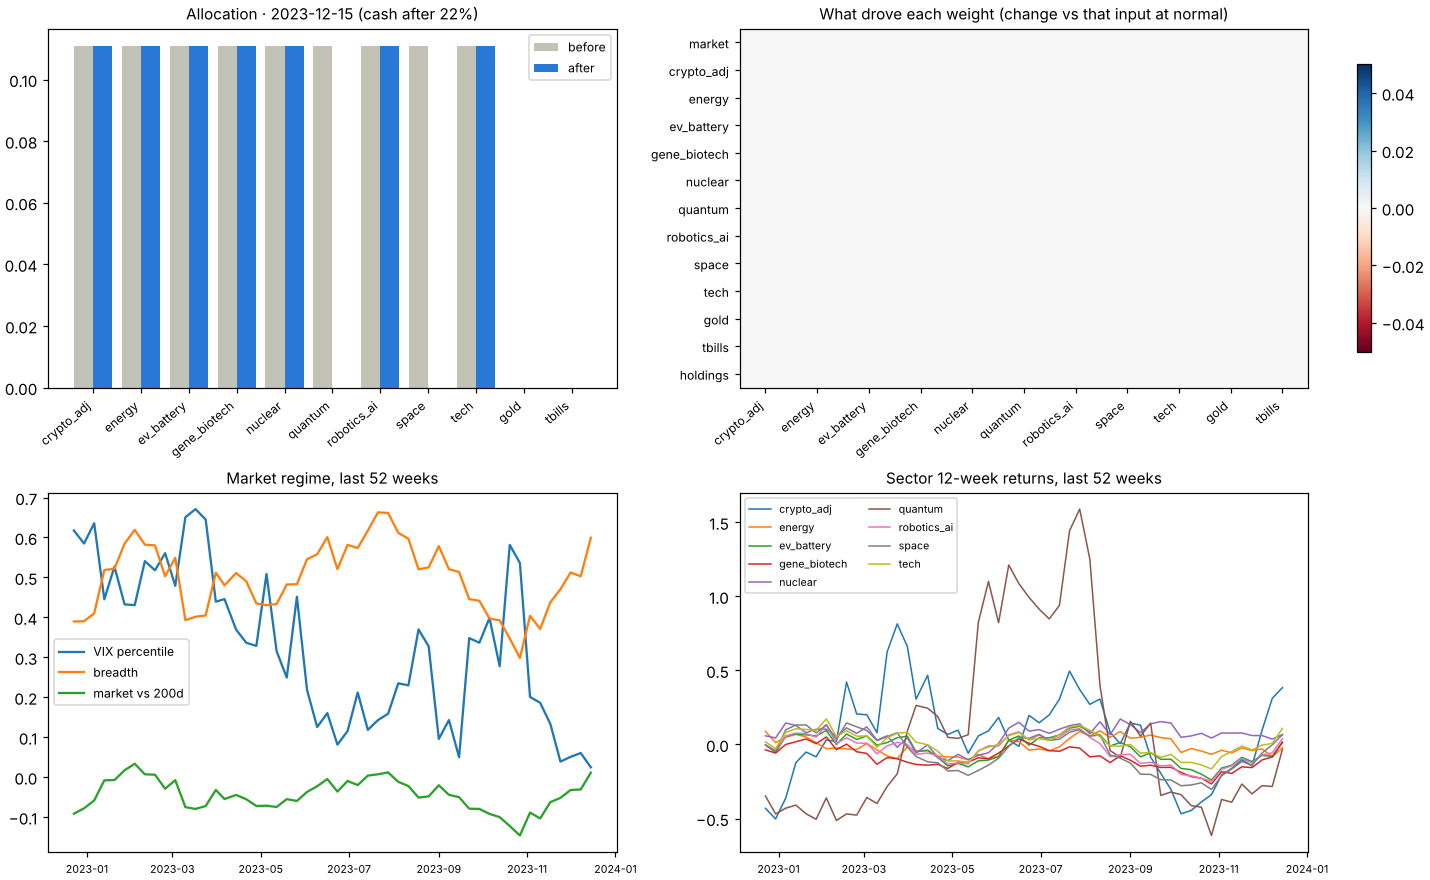 Allocation · 2023-12-15 (cash after 22%)
before
after
0.10
0.08
0.06
0.04
0.02
0.00
crypto_adj
energy
ev_battery
gene_biotech
nuclear
quantum
robotics_ai
space
tech
gold
tbills
What drove each weight (change vs that input at normal)
market
crypto_adj
energy
ev_battery
gene_biotech
nuclear
quantum
robotics_ai
space
tech
gold
tbills
holdings
crypto_adj
energy
ev_battery
gene_biotech
nuclear
quantum
robotics_ai
space
tech
gold
tbills
0.04
0.02
0.00
−0.02
−0.04
Market regime, last 52 weeks
0.7
0.6
0.5
0.4
0.3
0.2
0.1
0.0
−0.1
VIX percentile
breadth
market vs 200d
2023-01
2023-03
2023-05
2023-07
2023-09
2023-11
2024-01
Sector 12-week returns, last 52 weeks
crypto_adj
energy
ev_battery
gene_biotech
nuclear
quantum
robotics_ai
space
tech
1.5
1.0
0.5
0.0
−0.5
2023-01
2023-03
2023-05
2023-07
2023-09
2023-11
2024-01